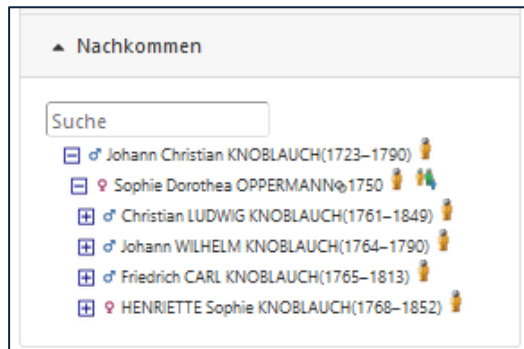 Nachkommen
Suche
♂ Johann Christian KNOBLAUCH(1723–1790)
♀ Sophie Dorothea OPPERMANN⚭1750
♂ Christian LUDWIG KNOBLAUCH(1761–1849)
♂ Johann WILHELM KNOBLAUCH(1764–1790)
♂ Friedrich CARL KNOBLAUCH(1765–1813)
♀ HENRIETTE Sophie KNOBLAUCH(1768–1852)